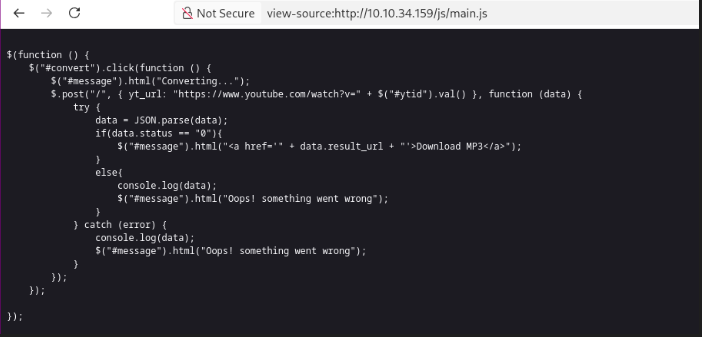 Not Secure view-source:http://10.10.34.159/js/main.js
$(function () {
    $("#convert").click(function () {
        $("#message").html("Converting...");
        $.post("/", { yt_url: "https://www.youtube.com/watch?v=" + $("#ytid").val() }, function (data) {
            try {
                data = JSON.parse(data);
                if(data.status == "0"){
                    $("#message").html("<a href='" + data.result_url + "'>Download MP3</a>");
                }
                else{
                    console.log(data);
                    $("#message").html("Oops! something went wrong");
                }
            } catch (error) {
                console.log(data);
                $("#message").html("Oops! something went wrong");
            }
        });
    });

});